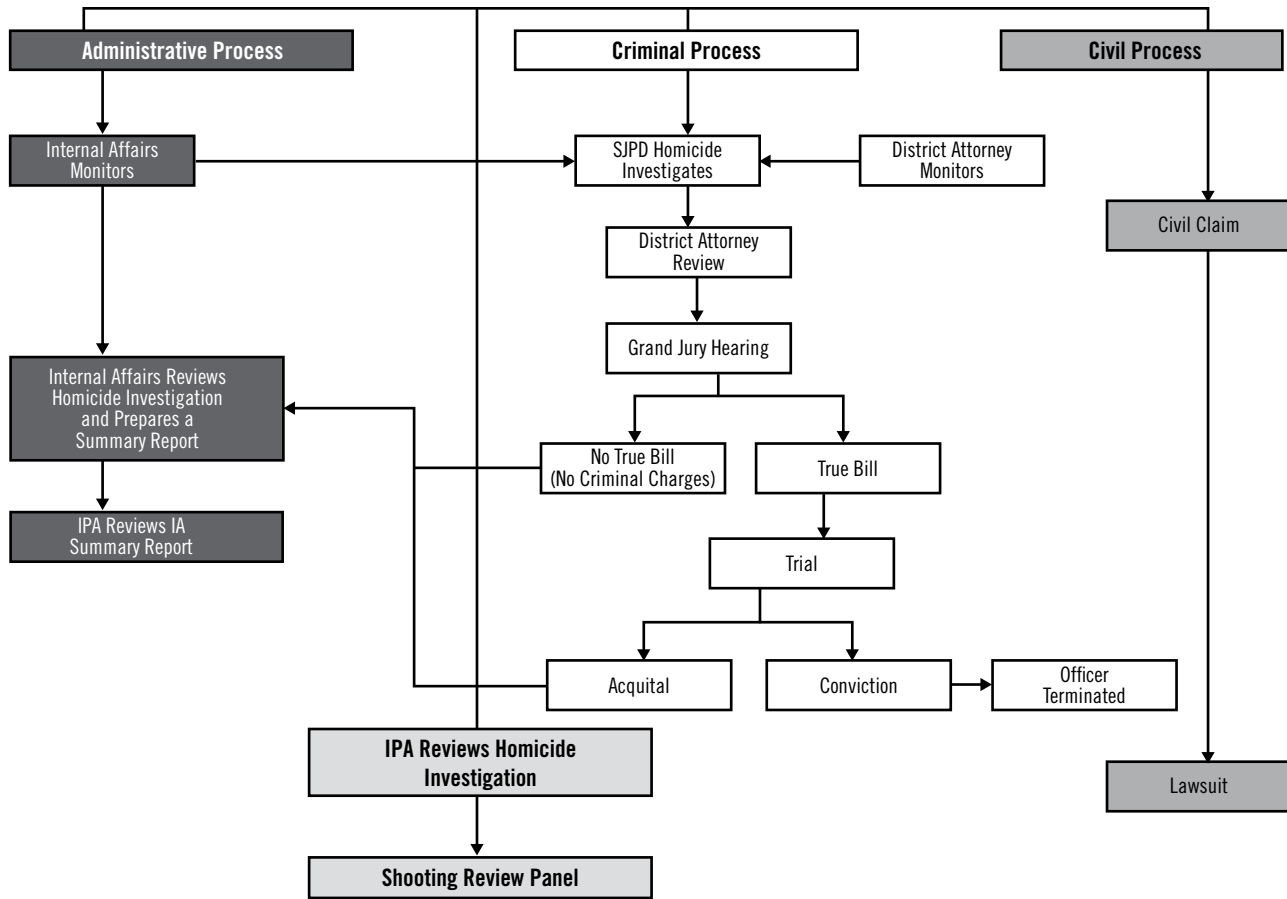 Administrative Process
Criminal Process
Civil Process
Internal Affairs
Monitors
SJPD Homicide
Investigates
District Attorney
Monitors
Civil Claim
District Attorney
Review
Grand Jury Hearing
Internal Affairs Reviews
Homicide Investigation
and Prepares a
Summary Report
No True Bill
(No Criminal Charges)
True Bill
IPA Reviews IA
Summary Report
Trial
Acquital
Conviction
Officer
Terminated
IPA Reviews Homicide
Investigation
Lawsuit
Shooting Review Panel